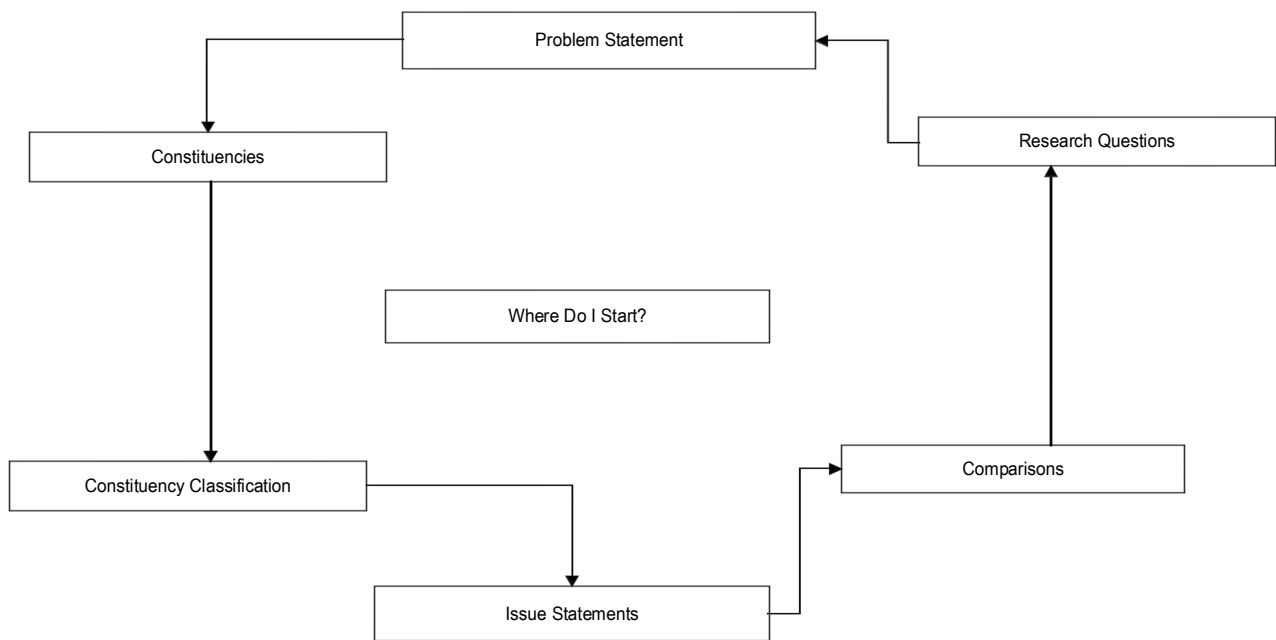 Problem Statement
Research Questions
Constituencies
Where Do I Start?
Comparisons
Constituency Classification
Issue Statements